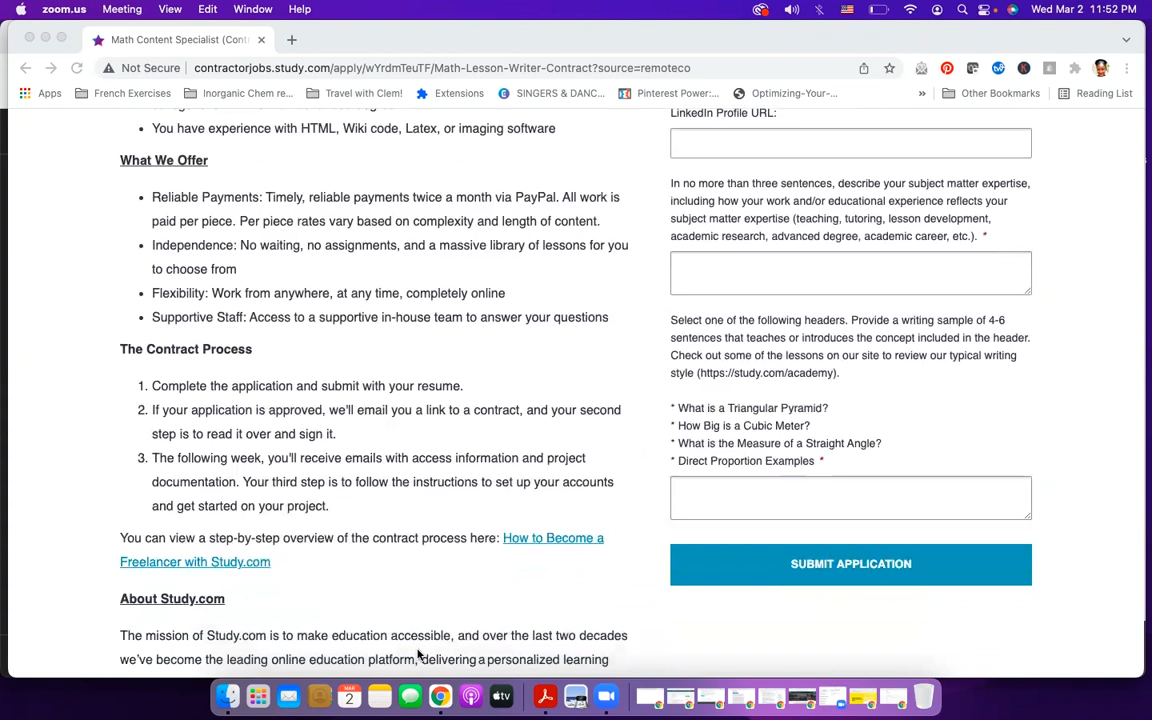 zoom.us Meeting View Edit Window Help Wed Mar 2 11:52 PM
Math Content Specialist (Cont
Not Secure contractorjobs.study.com/apply/wYrdmTeuTF/Math-Lesson-Writer-Contract?source=remoteco
Apps French Exercises Inorganic Chem re... Travel with Clem! Extensions SINGERS & DANC... Pinterest Power:... Optimizing-Your-... » Other Bookmarks Reading List
• You have experience with HTML, Wiki code, Latex, or imaging software
What We Offer
• Reliable Payments: Timely, reliable payments twice a month via PayPal. All work is
paid per piece. Per piece rates vary based on complexity and length of content.
• Independence: No waiting, no assignments, and a massive library of lessons for you
to choose from
• Flexibility: Work from anywhere, at any time, completely online
• Supportive Staff: Access to a supportive in-house team to answer your questions
The Contract Process
1. Complete the application and submit with your resume.
2. If your application is approved, we'll email you a link to a contract, and your second
step is to read it over and sign it.
3. The following week, you'll receive emails with access information and project
documentation. Your third step is to follow the instructions to set up your accounts
and get started on your project.
You can view a step-by-step overview of the contract process here: How to Become a
Freelancer with Study.com
About Study.com
The mission of Study.com is to make education accessible, and over the last two decades
we've become the leading online education platform, delivering a personalized learning
LinkedIn Profile URL:
In no more than three sentences, describe your subject matter expertise,
including how your work and/or educational experience reflects your
subject matter expertise (teaching, tutoring, lesson development,
academic research, advanced degree, academic career, etc.). *
Select one of the following headers. Provide a writing sample of 4-6
sentences that teaches or introduces the concept included in the header.
Check out some of the lessons on our site to review our typical writing
style (https://study.com/academy).
* What is a Triangular Pyramid?
* How Big is a Cubic Meter?
* What is the Measure of a Straight Angle?
* Direct Proportion Examples *
SUBMIT APPLICATION
MAR
2
tv